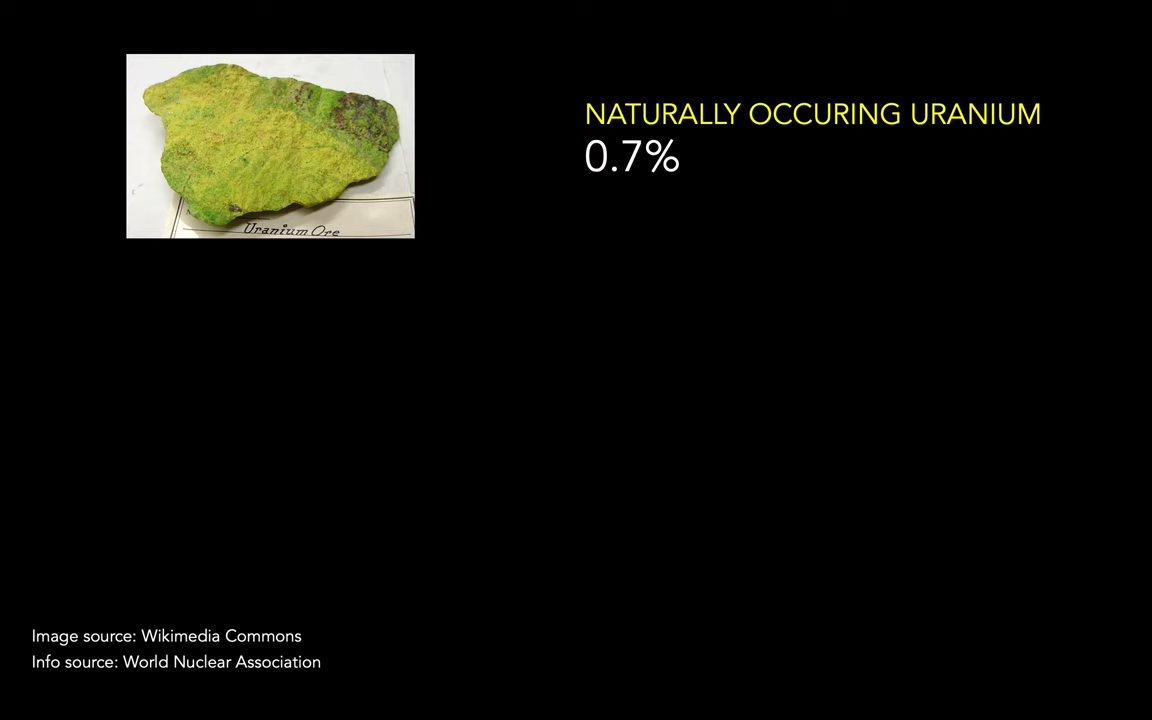 Uranium Ore
NATURALLY OCCURING URANIUM
0.7%
Image source: Wikimedia Commons
Info source: World Nuclear Association